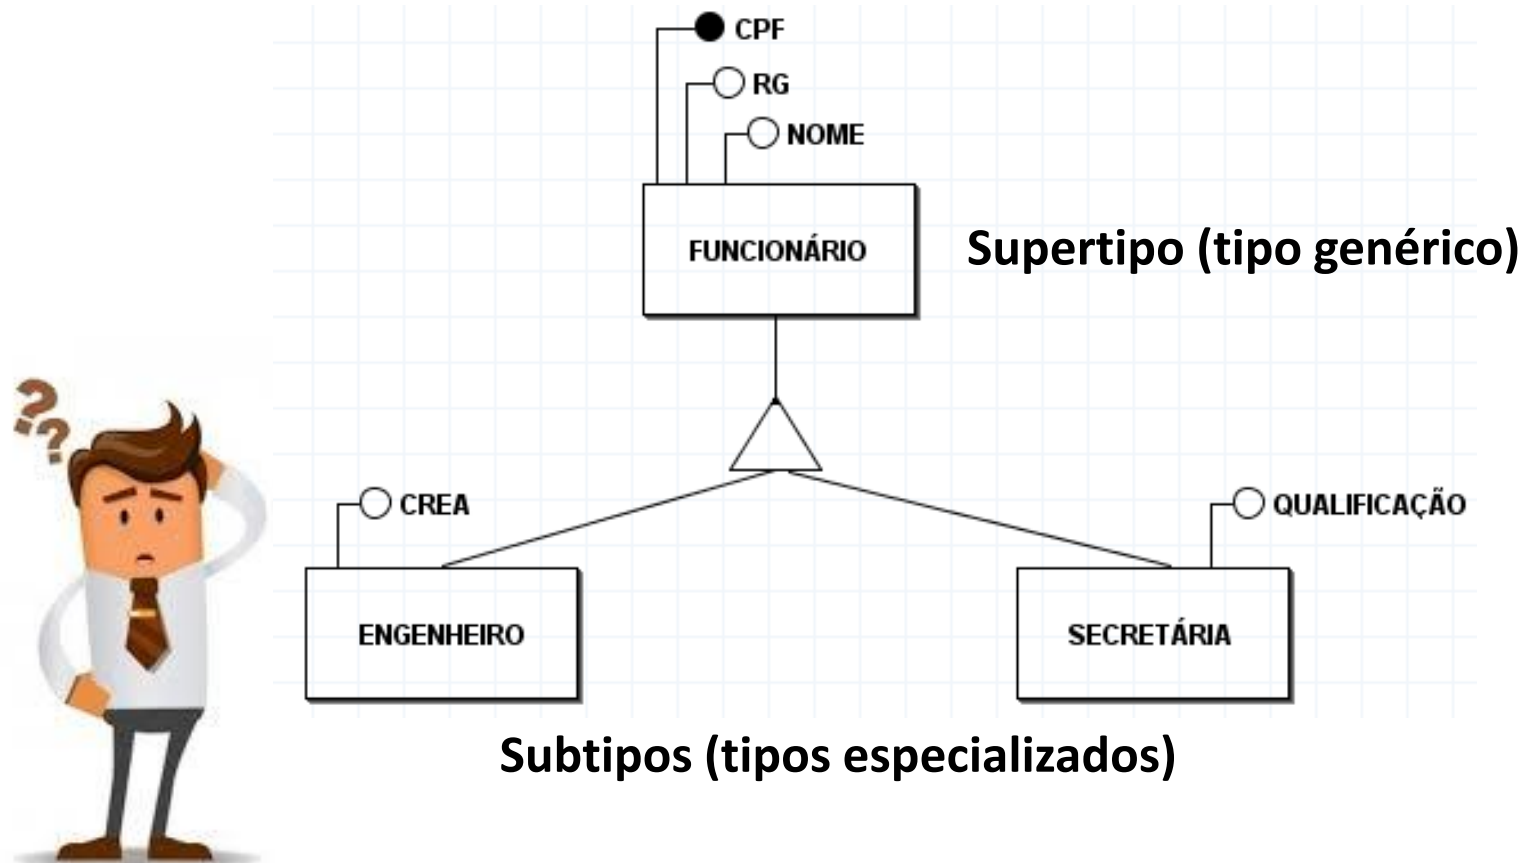 CPF
RG
NOME
FUNCIONÁRIO
Supertipo (tipo genérico)
??
CREA
QUALIFICAÇÃO
ENGENHEIRO
SECRETÁRIA
Subtipos (tipos especializados)